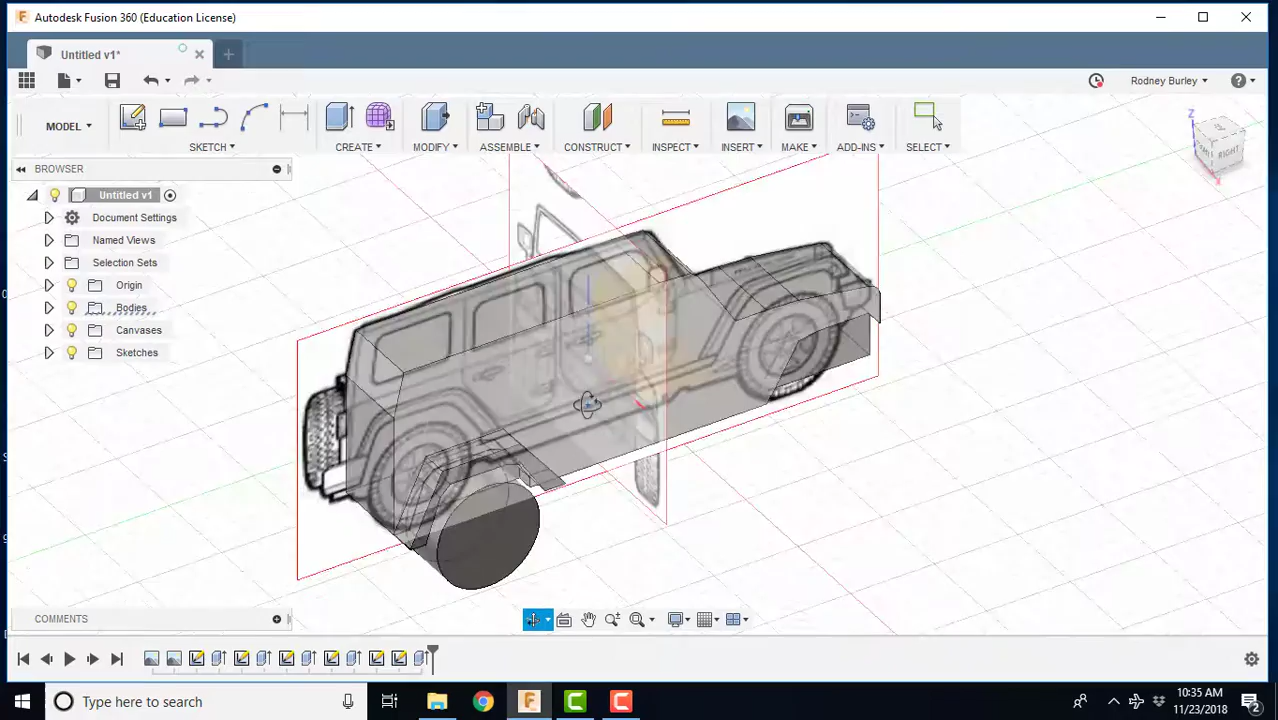 Autodesk Fusion 360 (Education License)
Untitled v1*
Rodney Burley
MODEL
SKETCH
CREATE
MODIFY
ASSEMBLE
CONSTRUCT
INSPECT
INSERT
MAKE
ADD-INS
SELECT
Z
RIGHT
X
BROWSER
Untitled v1
Document Settings
Named Views
Selection Sets
Origin
Bodies
Canvases
Sketches
COMMENTS
Type here to search
10:35 AM
11/23/2018
2